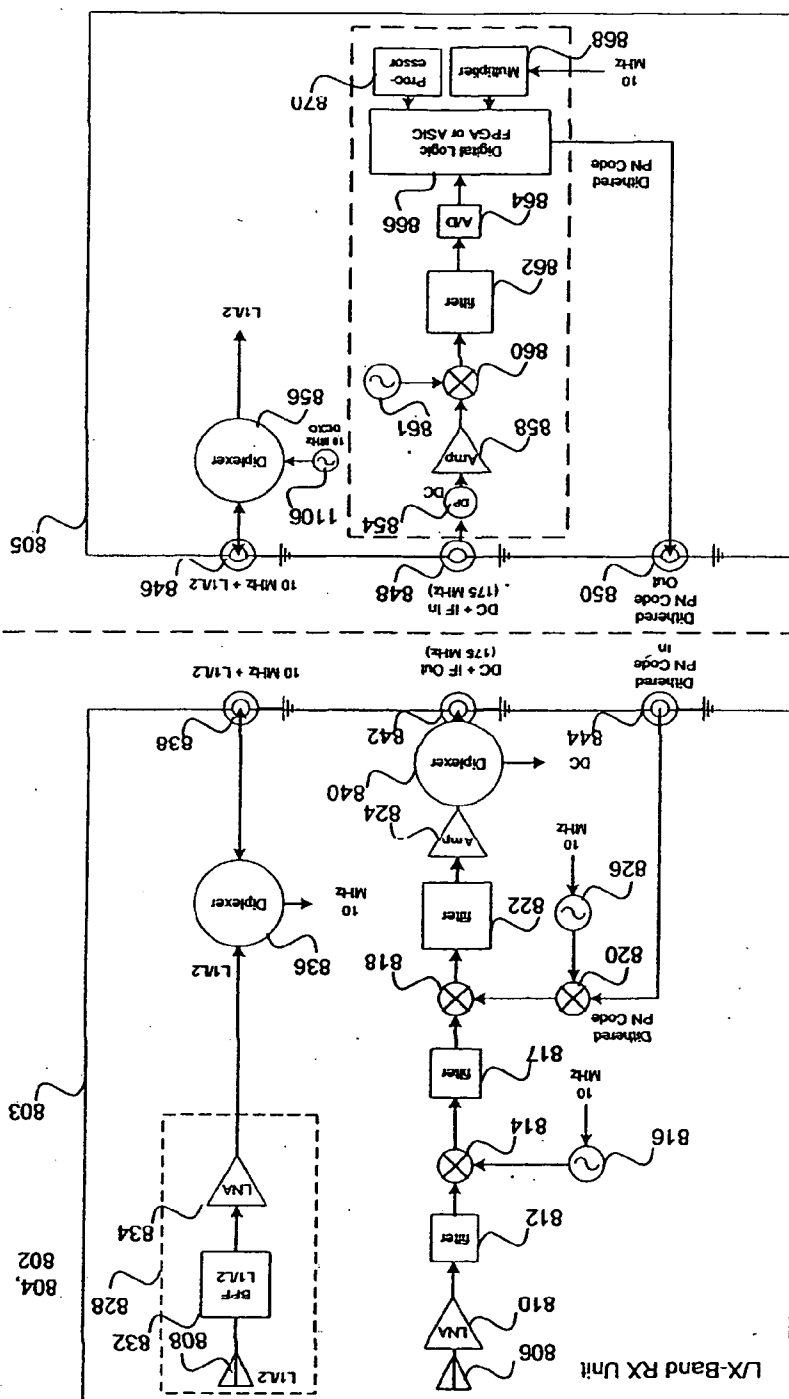 L/X-Band RX Unit
806
LNA
810
filter
812
814
816
10 MHz
filter
817
818
Dithered PN Code
820
826
10 MHz
filter
822
Amp
824
Diplexer
840
DC
842
DC + IF Out
(175 MHz)
844
Dithered
PN Code
In
L1/L2
808
832
BPF
L1/L2
828
834
LNA
804,
802
803
L1/L2
Diplexer
836
10 MHz
838
10 MHz + L1/L2
Dithered
PN Code
Out
850
DC + IF In
(175 MHz)
848
10 MHz + L1/L2
846
805
DP
DC
854
Amp
858
860
861
filter
862
A/D
864
Digital Logic
FPGA or ASIC
866
Dithered
PN Code
Multiplier
868
10 MHz
Proc-
essor
870
1106
10 MHz
OCXO
Diplexer
856
L1/L2